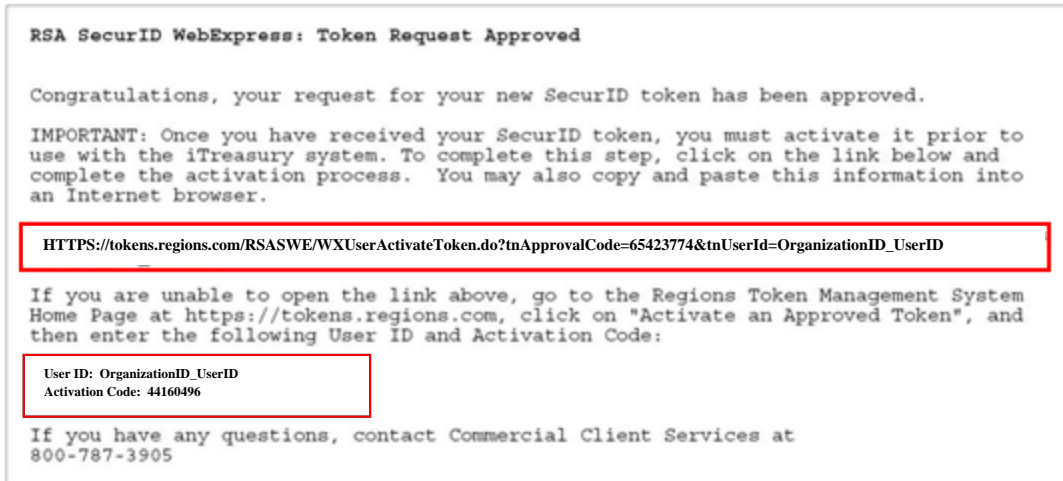 RSA SecurID WebExpress: Token Request Approved
Congratulations, your request for your new SecurID token has been approved.
IMPORTANT: Once you have received your SecurID token, you must activate it prior to
use with the iTreasury system. To complete this step, click on the link below and
complete the activation process.  You may also copy and paste this information into
an Internet browser.
HTTPS://tokens.regions.com/RSASWE/WXUserActivateToken.do?tnApprovalCode=65423774&tnUserId=OrganizationID_UserID
If you are unable to open the link above, go to the Regions Token Management System
Home Page at https://tokens.regions.com, click on "Activate an Approved Token", and
then enter the following User ID and Activation Code:
User ID:  OrganizationID_UserID
Activation Code:  44160496
If you have any questions, contact Commercial Client Services at
800-787-3905